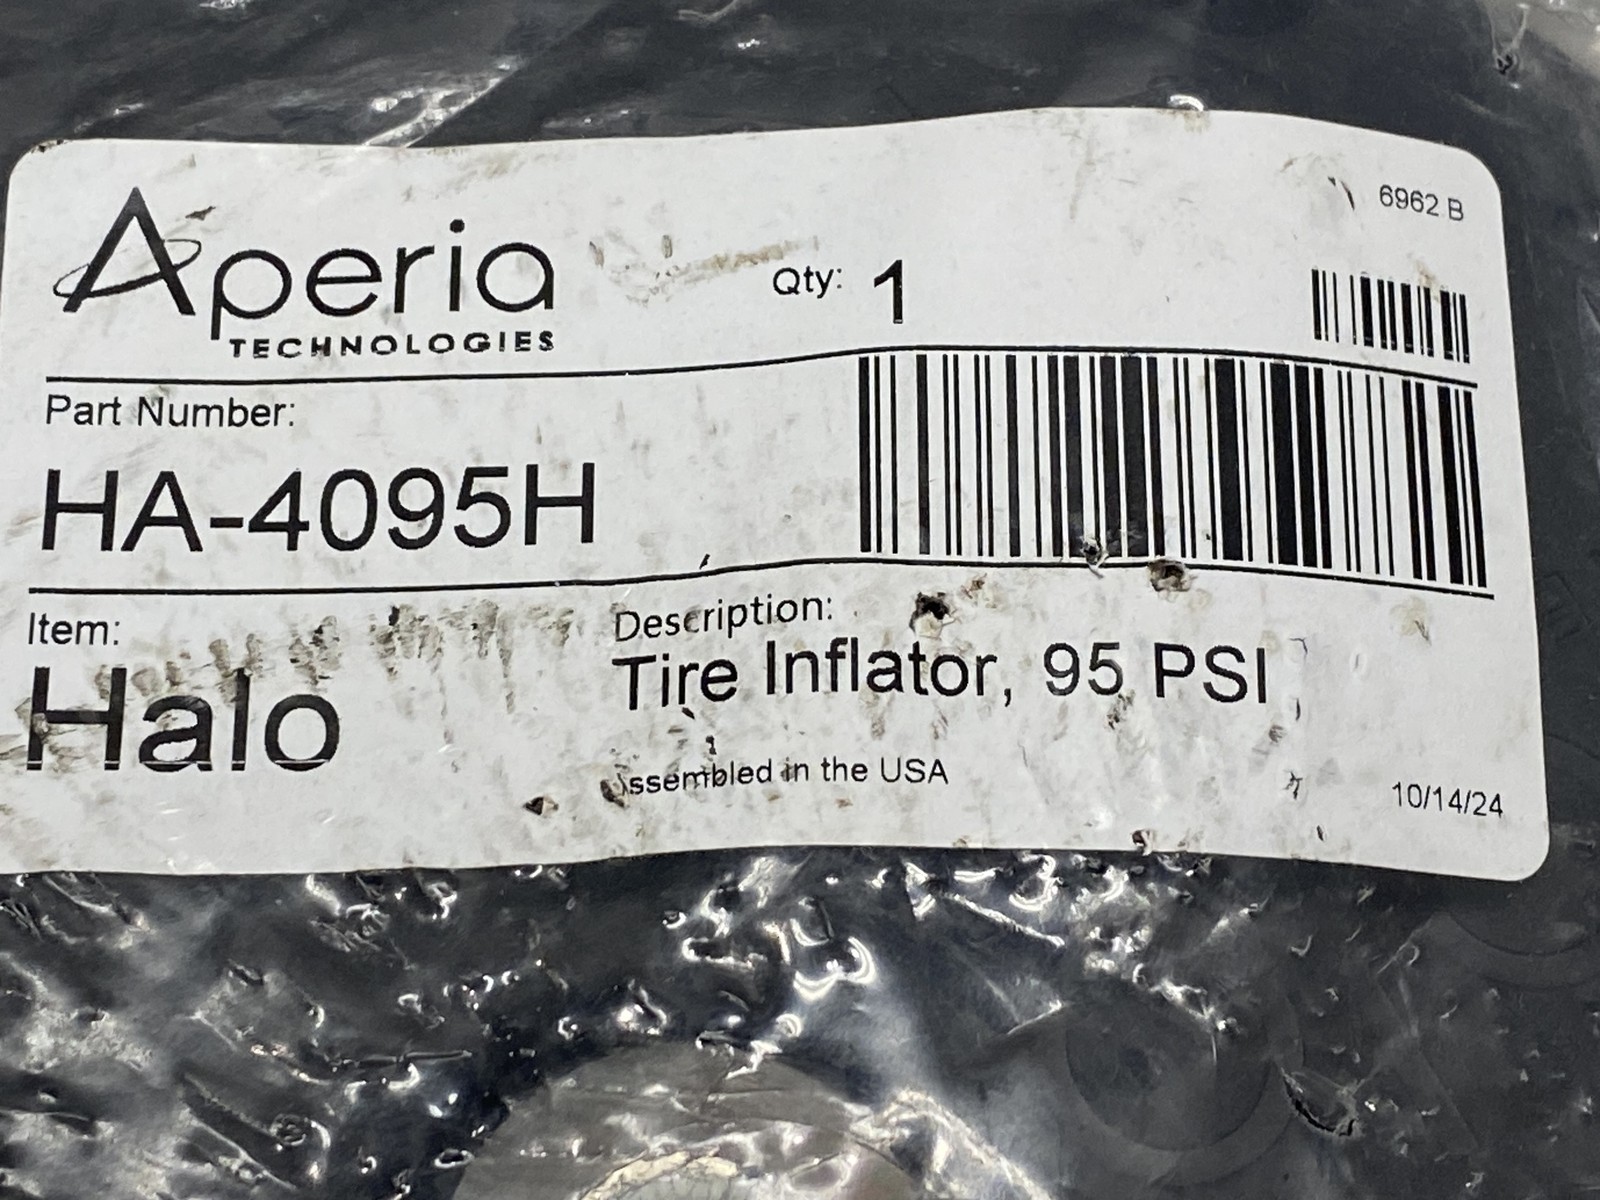 6962 B
Aperia
TECHNOLOGIES
Qty: 1
Part Number:
HA-4095H
Item:
Halo
Description:
Tire Inflator, 95 PSI
Assembled in the USA
10/14/24